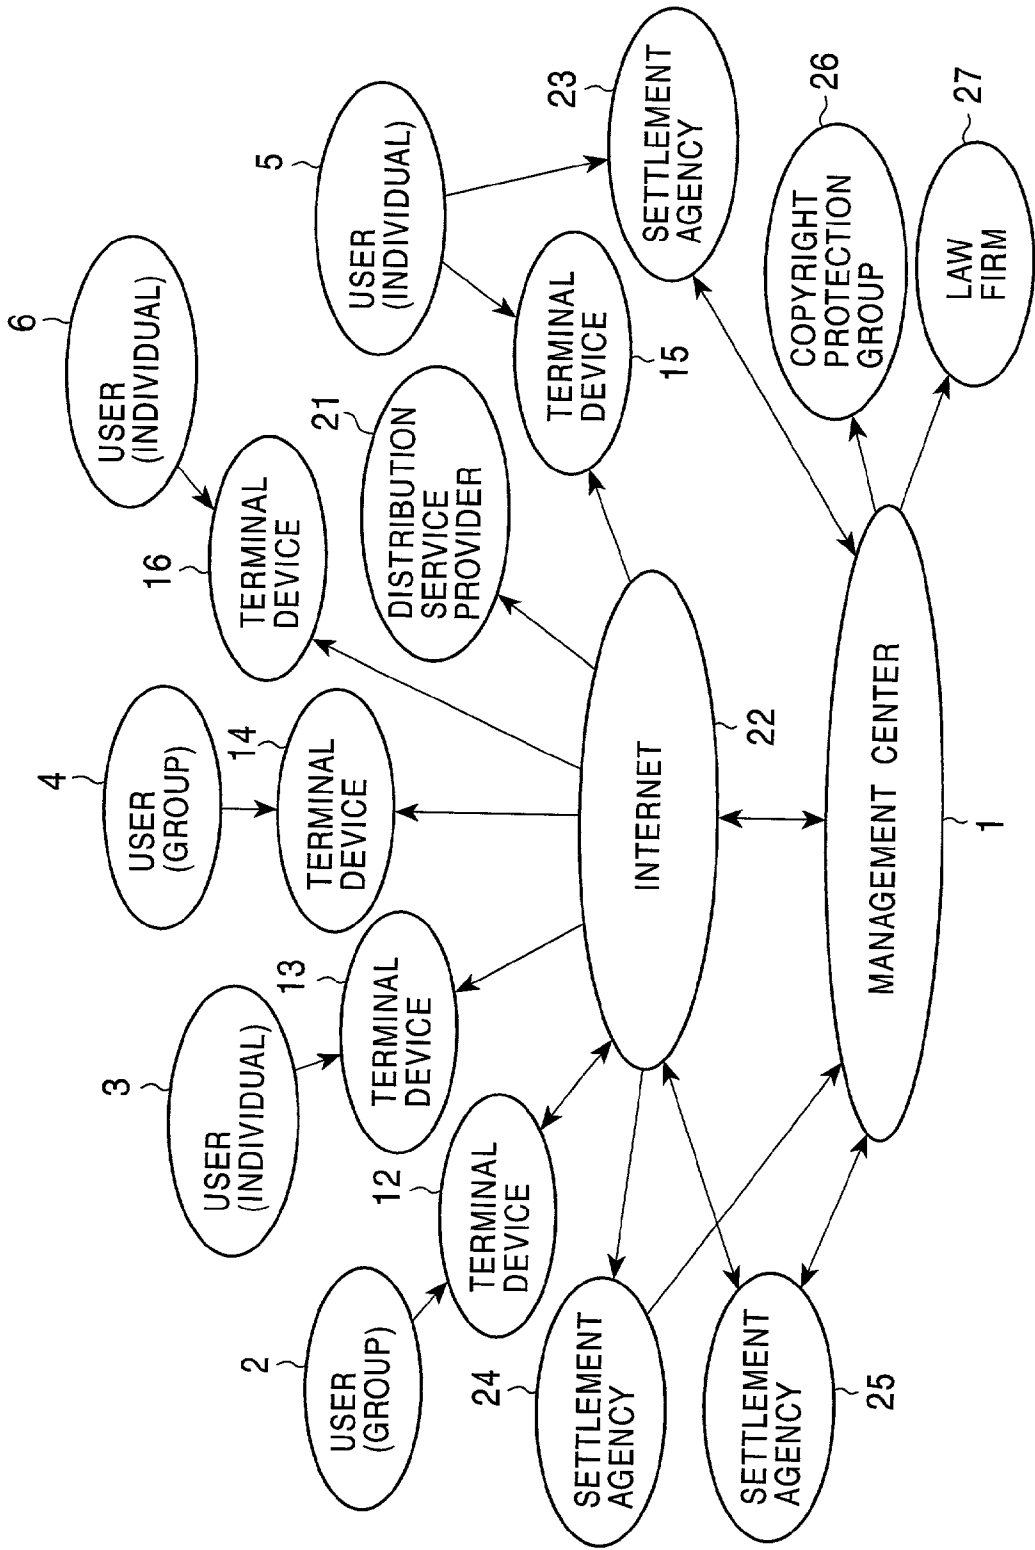 6
USER
(INDIVIDUAL)
4
USER
(GROUP)
3
USER
(INDIVIDUAL)
5
USER
(INDIVIDUAL)
16
TERMINAL
DEVICE
14
TERMINAL
DEVICE
13
TERMINAL
DEVICE
2
USER
(GROUP)
12
TERMINAL
DEVICE
21
DISTRIBUTION
SERVICE
PROVIDER
TERMINAL
DEVICE
15
23
SETTLEMENT
AGENCY
24
SETTLEMENT
AGENCY
INTERNET
22
SETTLEMENT
AGENCY
25
26
COPYRIGHT
PROTECTION
GROUP
MANAGEMENT CENTER
1
27
LAW
FIRM